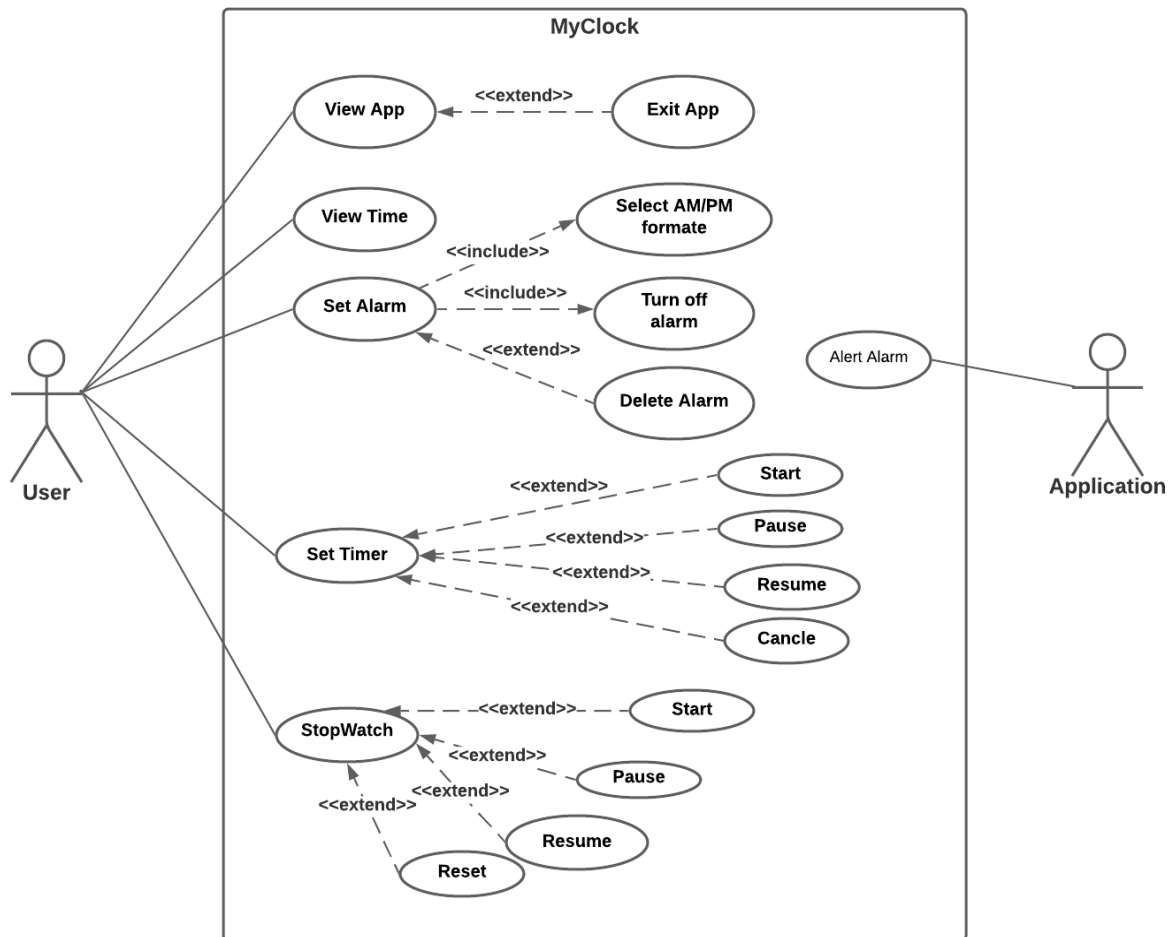 MyClock
View App
<<extend>>
Exit App
View Time
Select AM/PM
formate
<<include>>
Set Alarm
<<include>>
Turn off
alarm
<<extend>>
Delete Alarm
Alert Alarm
User
Application
Start
<<extend>>
Pause
<<extend>>
Set Timer
<<extend>>
Resume
<<extend>>
Cancle
StopWatch
<<extend>>
Start
<<extend>>
Pause
<<extend>>
<<extend>>
Resume
Reset